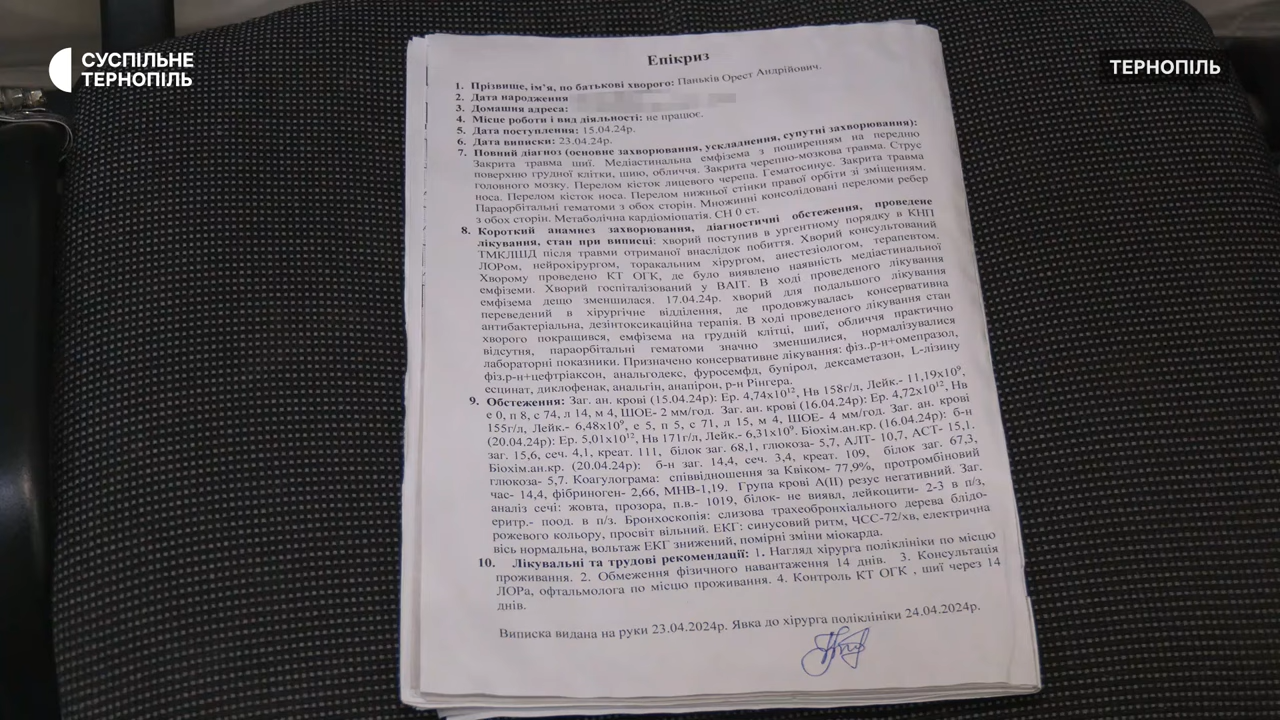 СУСПІЛЬНЕ
ТЕРНОПІЛЬ
ТЕРНОПІЛЬ
Епікриз
1. Прізвище, ім’я, по батькові хворого: Паньків Орест Андрійович.
2. Дата народження
3. Домашня адреса:
4. Місце роботи і вид діяльності: не працює.
5. Дата поступлення: 15.04.24р.
6. Дата виписки: 23.04.24р.
7. Повний діагноз (основне захворювання, ускладнення, супутні захворювання):
Закрита травма шиї. Медіастинальна емфізема з поширенням на передню
поверхню грудної клітки, шию, обличчя. Закрита черепно-мозкова травма. Струс
головного мозку. Перелом кісток лицевого черепа. Гематосинус. Закрита травма
носа. Перелом кісток носа. Перелом нижньої стінки правої орбіти зі зміщенням.
Параорбітальні гематоми з обох сторін. Множинні консолідовані переломи ребер
з обох сторін. Метаболічна кардіоміопатія. СН 0 ст.
8. Короткий анамнез захворювання, діагностичні обстеження, проведене
лікування, стан при виписці: хворий поступив в ургентному порядку в КНП
ТМКЛШД після травми отриманої внаслідок побиття. Хворий консультований
ЛОРом, нейрохірургом, торакальним хірургом, анестезіологом, терапевтом.
Хворому проведено КТ ОГК, де було виявлено наявність медіастинальної
емфіземи. Хворий госпіталізований у ВАІТ. В ході проведеного лікування
емфізема дещо зменшилася. 17.04.24р. хворий для подальшого лікування
переведений в хірургічне відділення, де продовжувалась консервативна
антибактеріальна, дезінтоксикаційна терапія. В ході проведеного лікування стан
хворого покращився, емфізема на грудній клітці, шиї, обличчя практично
відсутня, параорбітальні гематоми значно зменшилися, нормалізувалися
лабораторні показники. Призначено консервативне лікування: фіз..р-н+омепразол,
фіз.р-н+цефтріаксон, анальгодекс, фуросемфд, бупірол, дексаметазон, L-лізину
есцинат, диклофенак, анальгін, анапірон, р-н Рінгера.
9. Обстеження: Заг. ан. крові (15.04.24р): Ер. 4,74х10¹², Нв 158г/л, Лейк.- 11,19х10⁹,
е 0, п 8, с 74, л 14, м 4, ШОЕ- 2 мм/год. Заг. ан. крові (16.04.24р): Ер. 4,72х10¹², Нв
155г/л, Лейк.- 6,48х10⁹, е 5, п 5, с 71, л 15, м 4, ШОЕ- 4 мм/год. Заг. ан. крові
(20.04.24р): Ер. 5,01х10¹², Нв 171г/л, Лейк.- 6,31х10⁹. Біохім.ан.кр. (16.04.24р): б-н
заг. 15,6, сеч. 4,1, креат. 111, білок заг. 68,1, глюкоза- 5,7, АЛТ- 10,7, АСТ- 15,1.
Біохім.ан.кр. (20.04.24р): б-н заг. 14,4, сеч. 3,4, креат. 109, білок заг. 67,3,
глюкоза- 5,7. Коагулограма: співвідношення за Квіком- 77,9%, протромбіновий
час- 14,4, фібриноген- 2,66, МНВ-1,19. Група крові А(ІІ) резус негативний. Заг.
аналіз сечі: жовта, прозора, п.в.- 1019, білок- не виявл, лейкоцити- 2-3 в п/з,
еритр.- поод. в п/з. Бронхоскопія: слизова трахеобронхіального дерева блідо-
рожевого кольору, просвіт вільний. ЕКГ: синусовий ритм, ЧСС-72/хв, електрична
вісь нормальна, вольтаж ЕКГ знижений, помірні зміни міокарда.
10. Лікувальні та трудові рекомендації: 1. Нагляд хірурга поліклініки по місцю
проживання. 2. Обмеження фізичного навантаження 14 днів. 3. Консультація
ЛОРа, офтальмолога по місцю проживання. 4. Контроль КТ ОГК , шиї через 14
днів.
Виписка видана на руки 23.04.2024р. Явка до хірурга поліклініки 24.04.2024р.